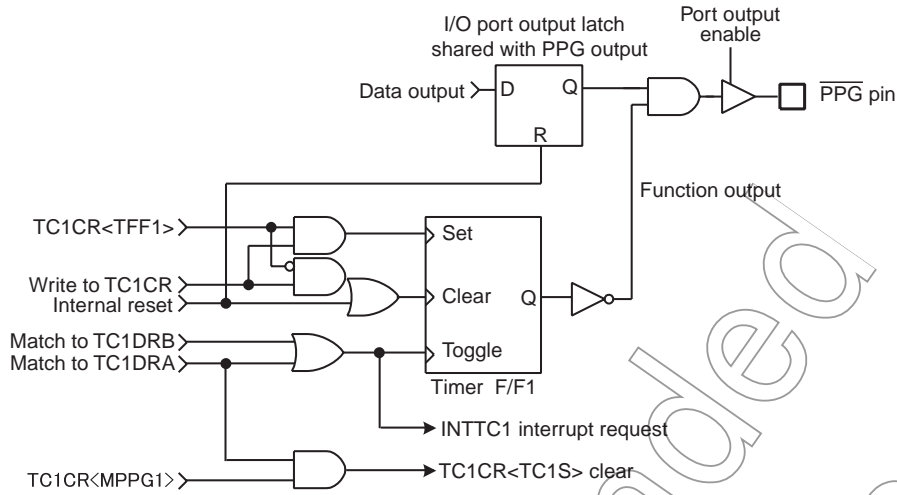 Port output
enable
I/O port output latch
shared with PPG output
Data output
D
Q
R
PPG pin
Function output
TC1CR<TFF1>
Set
Write to TC1CR
Internal reset
Clear
Q
Match to TC1DRB
Match to TC1DRA
Toggle
Timer F/F1
INTTC1 interrupt request
TC1CR<TC1S> clear
TC1CR<MPPG1>
nded